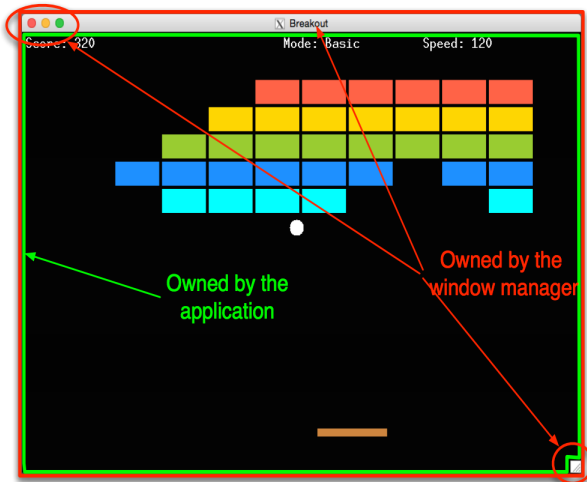 Breakout
Score: 320 Mode: Basic Speed: 120
Owned by the
window manager
Owned by the
application